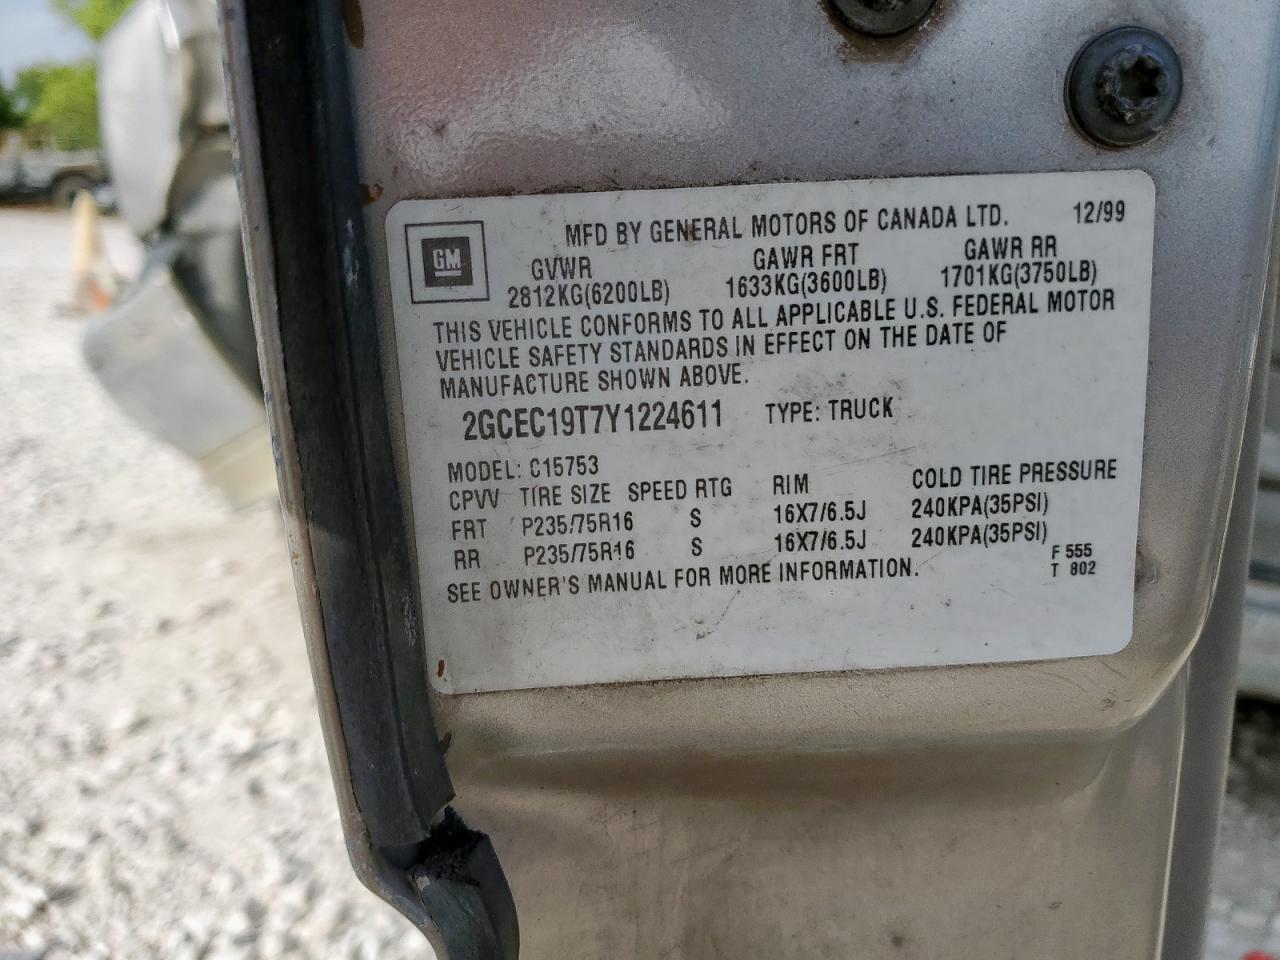 MFD BY GENERAL MOTORS OF CANADA LTD. 12/99
GM
GVWR GAWR FRT GAWR RR
2812KG(6200LB) 1633KG(3600LB) 1701KG(3750LB)
THIS VEHICLE CONFORMS TO ALL APPLICABLE U.S. FEDERAL MOTOR
VEHICLE SAFETY STANDARDS IN EFFECT ON THE DATE OF
MANUFACTURE SHOWN ABOVE.
2GCEC19T7Y1224611 TYPE: TRUCK
MODEL: C15753
CPVV TIRE SIZE SPEED RTG RIM COLD TIRE PRESSURE
FRT P235/75R16 S 16X7/6.5J 240KPA(35PSI)
RR P235/75R16 S 16X7/6.5J 240KPA(35PSI)
SEE OWNER'S MANUAL FOR MORE INFORMATION.
F 555
T 802